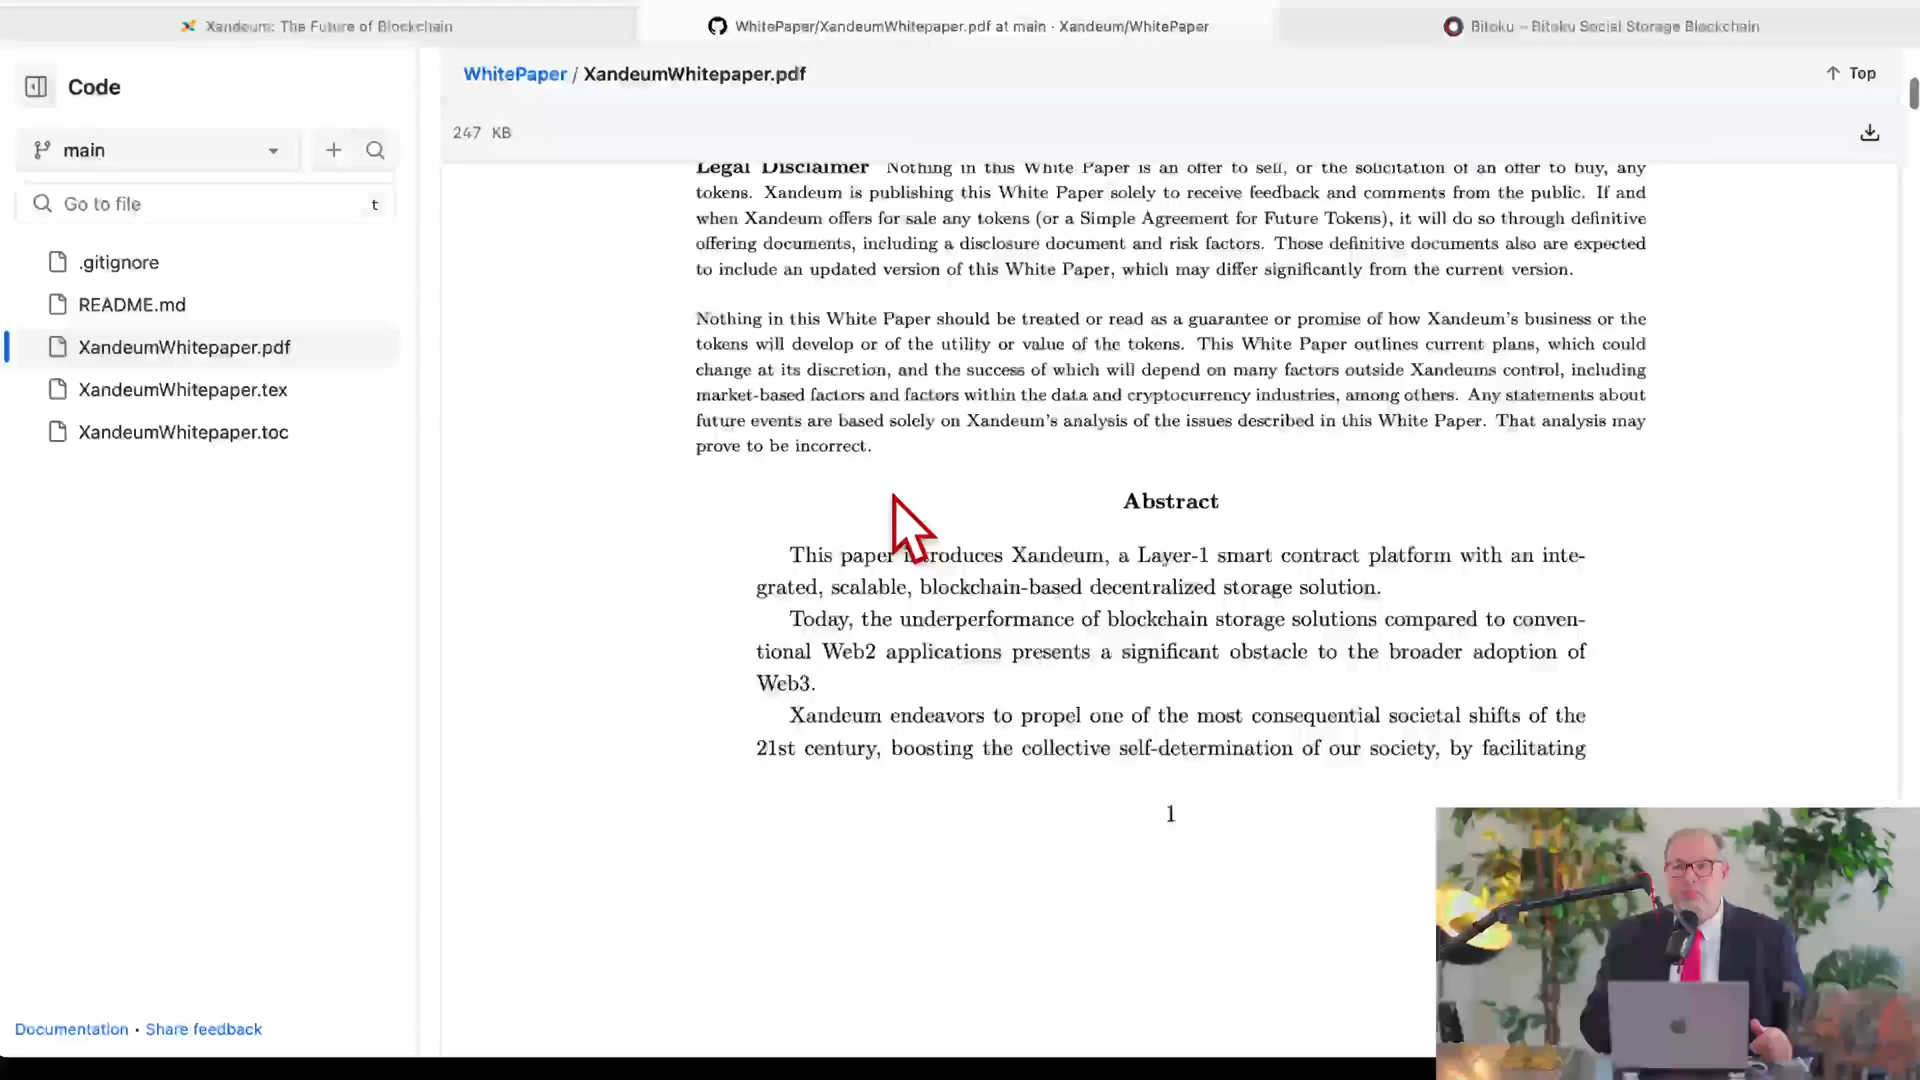 Xandeum: The Future of Blockchain
WhitePaper/XandeumWhitepaper.pdf at main · Xandeum/WhitePaper
Bitoku – Bitoku Social Storage Blockchain
Code
main
Go to file
t
.gitignore
README.md
XandeumWhitepaper.pdf
XandeumWhitepaper.tex
XandeumWhitepaper.toc
Documentation • Share feedback
WhitePaper / XandeumWhitepaper.pdf
Top
247 KB
Legal Disclaimer Nothing in this White Paper is an offer to sell, or the solicitation of an offer to buy, any
tokens. Xandeum is publishing this White Paper solely to receive feedback and comments from the public. If and
when Xandeum offers for sale any tokens (or a Simple Agreement for Future Tokens), it will do so through definitive
offering documents, including a disclosure document and risk factors. Those definitive documents also are expected
to include an updated version of this White Paper, which may differ significantly from the current version.
Nothing in this White Paper should be treated or read as a guarantee or promise of how Xandeum's business or the
tokens will develop or of the utility or value of the tokens. This White Paper outlines current plans, which could
change at its discretion, and the success of which will depend on many factors outside Xandeums control, including
market-based factors and factors within the data and cryptocurrency industries, among others. Any statements about
future events are based solely on Xandeum's analysis of the issues described in this White Paper. That analysis may
prove to be incorrect.
Abstract
This paper introduces Xandeum, a Layer-1 smart contract platform with an inte-
grated, scalable, blockchain-based decentralized storage solution.
Today, the underperformance of blockchain storage solutions compared to conven-
tional Web2 applications presents a significant obstacle to the broader adoption of
Web3.
Xandeum endeavors to propel one of the most consequential societal shifts of the
21st century, boosting the collective self-determination of our society, by facilitating
1